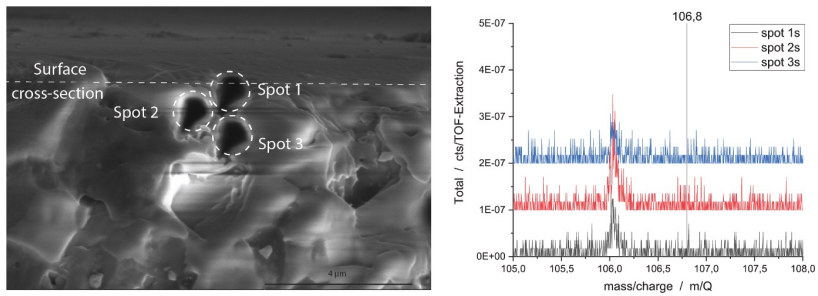 Surface
cross-section
Spot 1
Spot 2
Spot 3
4 µm
106,8
5E-07
4E-07
3E-07
2E-07
1E-07
0E+00
Total / cts/TOF-Extraction
spot 1s
spot 2s
spot 3s
105,0 105,5 106,0 106,5 107,0 107,5 108,0
mass/charge / m/Q